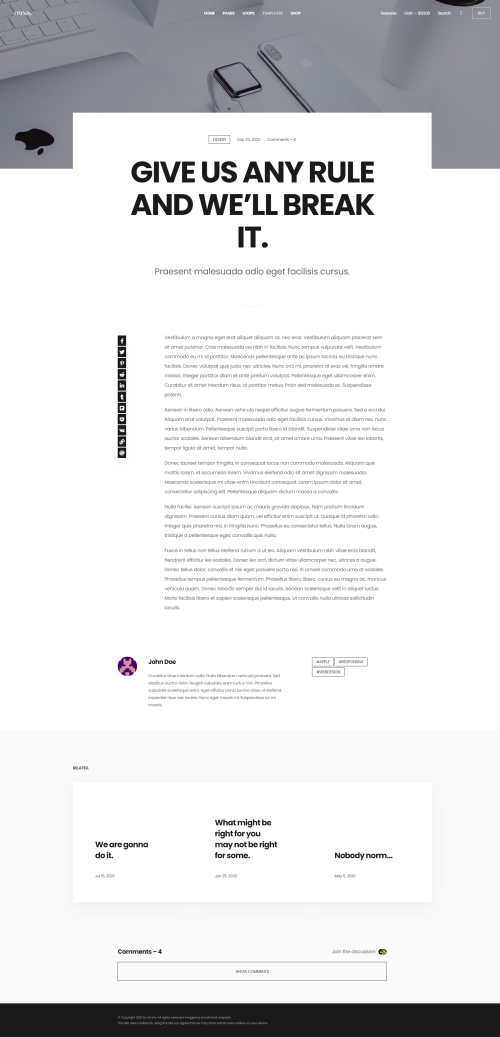 HOME PAGES LOOPS TEMPLATES SHOP
Cart — $33.00 Search BUY
DESIGN Sep 23, 2020 Comments – 4
GIVE US ANY RULE
AND WE'LL BREAK
IT.
Praesent malesuada odio eget facilisis cursus.
Vestibulum a magna eget erat aliquet aliquam ac nec eros. Vestibulum aliquam placerat sem
sit amet pulvinar. Cras malesuada vel nibh in facilisis. Nunc tempus vulputate velit. Vestibulum
commodo eu mi id porttitor. Maecenas pellentesque ante ac ipsum lacinia, eu tristique nunc
facilisis. Donec volutpat quis justo nec ultricies. Nunc orci mi, pharetra at eros vel, fringilla ornare
massa. Integer porttitor diam et ante pretium volutpat. Pellentesque eget ullamcorper enim.
Curabitur sit amet interdum risus, ut porttitor metus. Proin sed malesuada ex. Suspendisse
potenti.
Aenean in libero odio. Aenean vehicula neque efficitur augue fermentum posuere. Sed a orci dui.
Aliquam erat volutpat. Praesent malesuada odio eget facilisis cursus. Vivamus et diam nec nunc
varius bibendum. Pellentesque suscipit porta libero id blandit. Suspendisse vitae urna non lacus
auctor sodales. Aenean bibendum blandit erat, sit amet ornare urna. Praesent vitae leo lobortis,
tempor ligula sit amet, tempor nulla.
Donec laoreet tempor fringilla. In consequat lacus non commodo malesuada. Aliquam quis
mattis lorem, id accumsan lorem. Vivamus eleifend odio sit amet dignissim malesuada.
Maecenas scelerisque mi vitae enim tincidunt consequat. Lorem ipsum dolor sit amet,
consectetur adipiscing elit. Pellentesque aliquam dictum massa a convallis.
Nulla facilisi. Aenean suscipit ipsum ac mauris gravida dapibus. Nam pretium tincidunt
dignissim. Praesent cursus diam quam, vel efficitur enim suscipit ut. Quisque id pharetra odio.
Integer quis pharetra nisl. In fringilla nunc. Phasellus eu consectetur tellus. Nulla lorem augue,
tristique a pellentesque eget, convallis quis nulla.
Fusce in tellus non tellus eleifend rutrum a ut leo. Aliquam vestibulum nibh vitae eros blandit,
hendrerit efficitur leo sodales. Donec leo orci, dictum vitae ullamcorper nec, ultrices a augue.
Donec tellus dolor, convallis et nisi eget, posuere porta nisi. In ornare commodo urna at sodales.
Phasellus tempus pellentesque fermentum. Phasellus libero libero, cursus eu magna ac, rhoncus
vehicula quam. Donec lobortis semper dui id iaculis. Aenean scelerisque velit in aliquet luctus.
Morbi facilisis libero et sapien scelerisque pellentesque. Ut convallis nulla ultrices sollicitudin
iaculis.
John Doe
Curabitur vitae interdum nulla. Nulla bibendum vehicula pharetra. Sed
dapibus auctor dolor, feugiat vulputate enim luctus non. Phasellus
vulputate scelerisque enim, eget efficitur purus lacinia vitae. Ut eleifend
imperdiet risus nec lacinia. Nunc eget mauris mi. Suspendisse ac mi
mauris.
#APPLE #RESPONSIVE
#WEBDESIGN
RELATED.
We are gonna
do it.
Jul 15, 2020
What might be
right for you
may not be right
for some.
Jun 25, 2020
Nobody norm...
May 5, 2020
Comments – 4
Join the discussion
SHOW COMMENTS